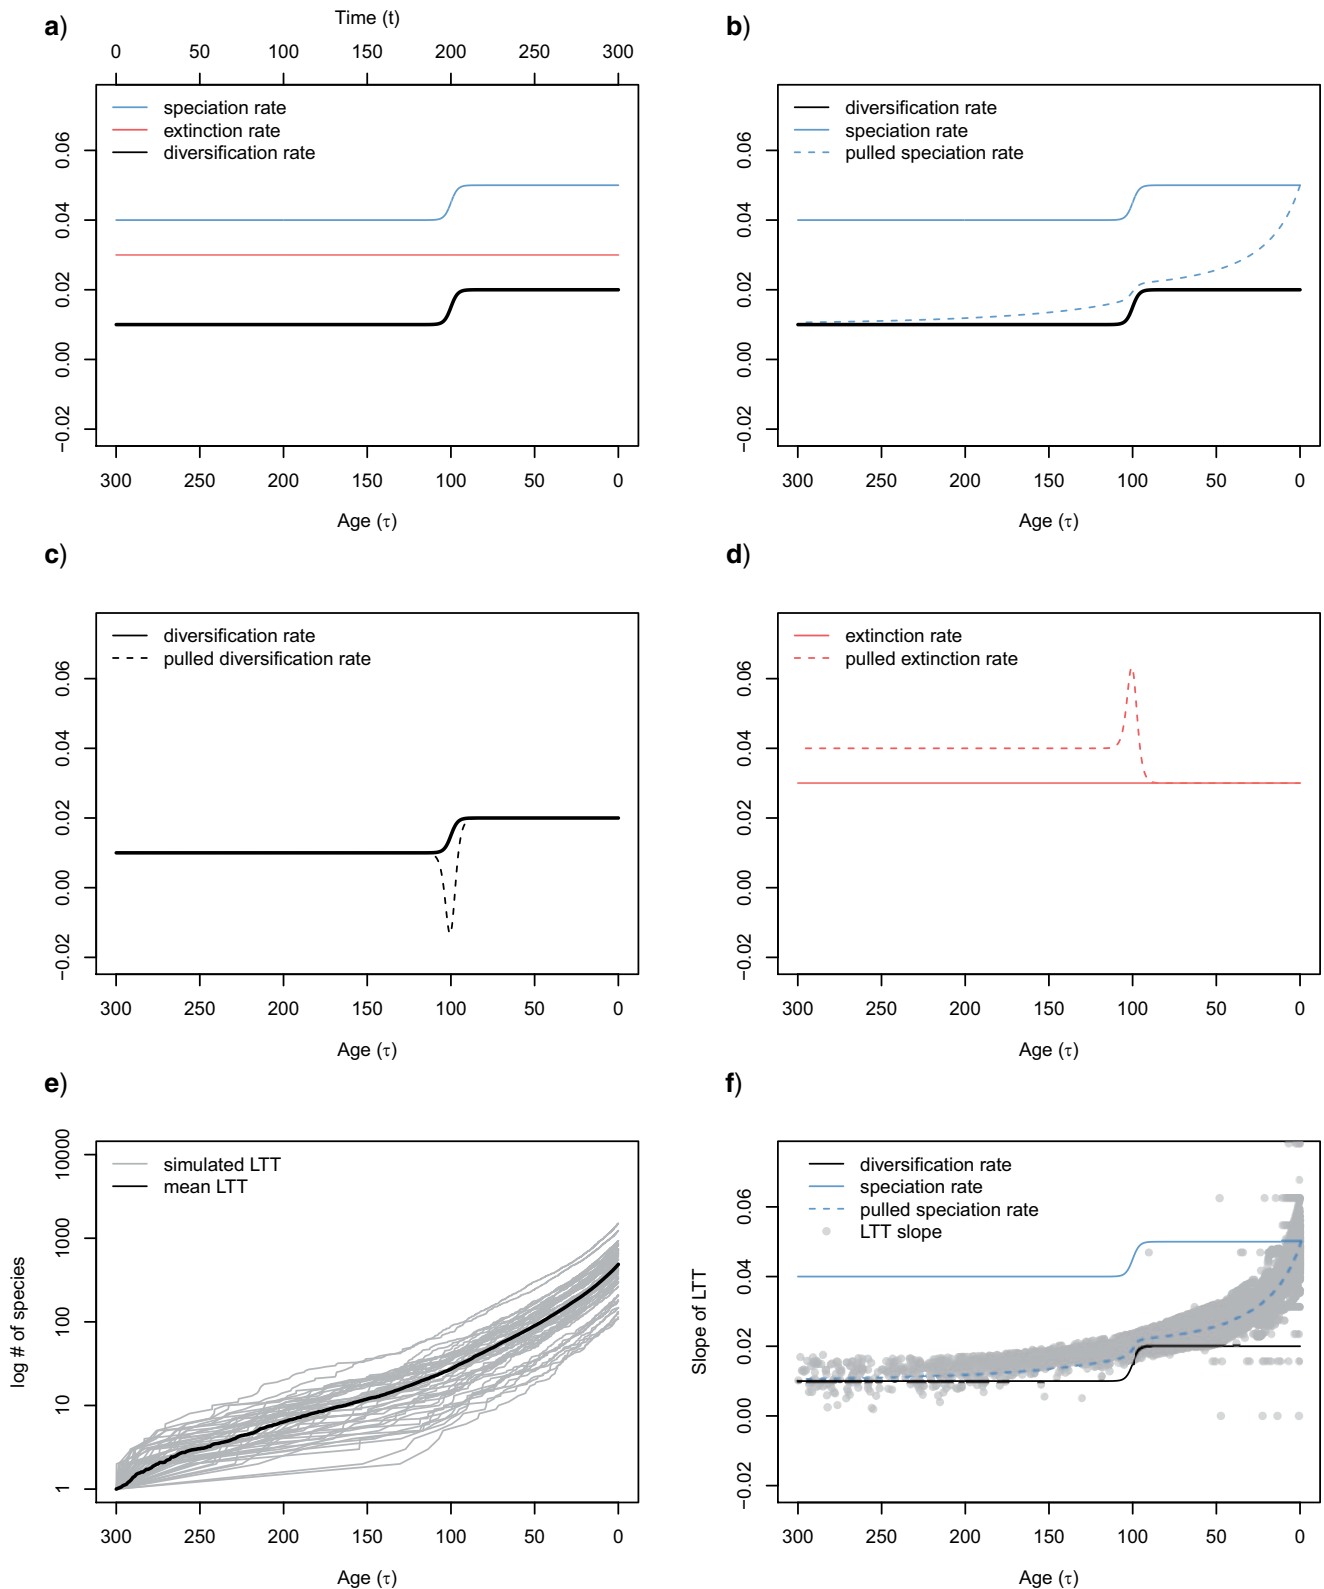 a)
Time (t)
0 50 100 150 200 250 300
speciation rate
extinction rate
diversification rate
−0.02 0.00 0.02 0.04 0.06
300 250 200 150 100 50 0
Age (τ)
b)
diversification rate
speciation rate
pulled speciation rate
−0.02 0.00 0.02 0.04 0.06
300 250 200 150 100 50 0
Age (τ)
c)
diversification rate
pulled diversification rate
−0.02 0.00 0.02 0.04 0.06
300 250 200 150 100 50 0
Age (τ)
d)
extinction rate
pulled extinction rate
−0.02 0.00 0.02 0.04 0.06
300 250 200 150 100 50 0
Age (τ)
e)
simulated LTT
mean LTT
log # of species
1 10 100 1000 10000
300 250 200 150 100 50 0
Age (τ)
f)
diversification rate
speciation rate
pulled speciation rate
LTT slope
Slope of LTT
−0.02 0.00 0.02 0.04 0.06
300 250 200 150 100 50 0
Age (τ)